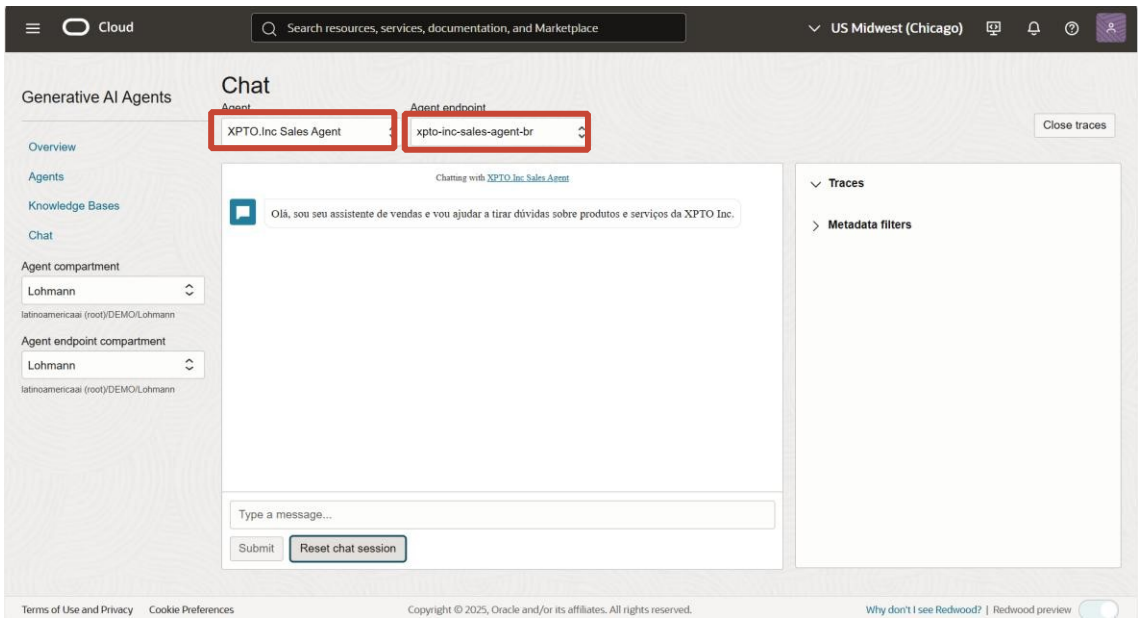 Cloud
Search resources, services, documentation, and Marketplace
US Midwest (Chicago)
Generative AI Agents
Overview
Agents
Knowledge Bases
Chat
Agent compartment
Lohmann
latinoamericaai (root)/DEMO/Lohmann
Agent endpoint compartment
Lohmann
latinoamericaai (root)/DEMO/Lohmann
Chat
Agent
XPTO.Inc Sales Agent
Agent endpoint
xpto-inc-sales-agent-br
Close traces
Chatting with XPTO.Inc Sales Agent
Olá, sou seu assistente de vendas e vou ajudar a tirar dúvidas sobre produtos e serviços da XPTO Inc.
Type a message...
Submit
Reset chat session
Traces
Metadata filters
Terms of Use and Privacy
Cookie Preferences
Copyright © 2025, Oracle and/or its affiliates. All rights reserved.
Why don't I see Redwood? | Redwood preview